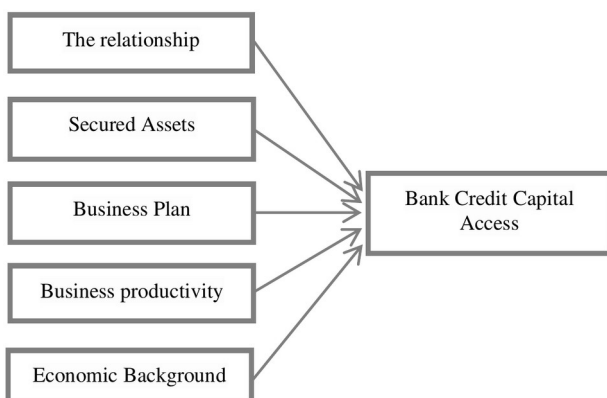 The relationship
Secured Assets
Business Plan
Business productivity
Economic Background
Bank Credit Capital
Access